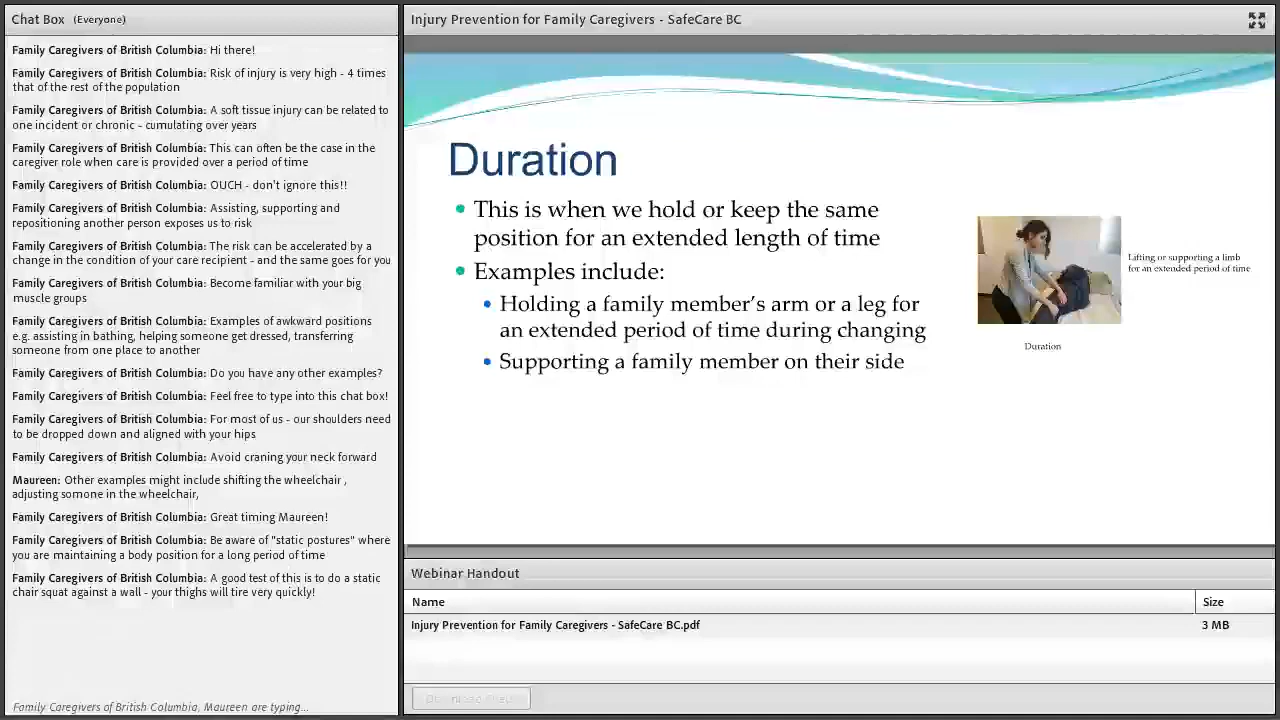 Chat Box (Everyone)
Family Caregivers of British Columbia: Hi there!
Family Caregivers of British Columbia: Risk of injury is very high - 4 times
that of the rest of the population
Family Caregivers of British Columbia: A soft tissue injury can be related to
one incident or chronic - cumulating over years
Family Caregivers of British Columbia: This can often be the case in the
caregiver role when care is provided over a period of time
Family Caregivers of British Columbia: OUCH - don't ignore this!!
Family Caregivers of British Columbia: Assisting, supporting and
repositioning another person exposes us to risk
Family Caregivers of British Columbia: The risk can be accelerated by a
change in the condition of your care recipient - and the same goes for you
Family Caregivers of British Columbia: Become familiar with your big
muscle groups
Family Caregivers of British Columbia: Examples of awkward positions
e.g. assisting in bathing, helping someone get dressed, transferring
someone from one place to another
Family Caregivers of British Columbia: Do you have any other examples?
Family Caregivers of British Columbia: Feel free to type into this chat box!
Family Caregivers of British Columbia: For most of us - our shoulders need
to be dropped down and aligned with your hips
Family Caregivers of British Columbia: Avoid craning your neck forward
Maureen: Other examples might include shifting the wheelchair ,
adjusting somone in the wheelchair,
Family Caregivers of British Columbia: Great timing Maureen!
Family Caregivers of British Columbia: Be aware of "static postures" where
you are maintaining a body position for a long period of time
Family Caregivers of British Columbia: A good test of this is to do a static
chair squat against a wall - your thighs will tire very quickly!
Family Caregivers of British Columbia, Maureen are typing...
Injury Prevention for Family Caregivers - SafeCare BC
Duration
This is when we hold or keep the same
position for an extended length of time
Examples include:
Holding a family member's arm or a leg for
an extended period of time during changing
Supporting a family member on their side
Lifting or supporting a limb
for an extended period of time
Duration
Webinar Handout
Name Size
Injury Prevention for Family Caregivers - SafeCare BC.pdf 3 MB